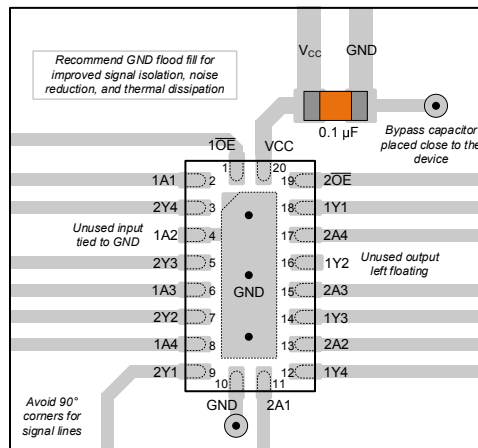 Recommend GND flood fill for
improved signal isolation, noise
reduction, and thermal dissipation
VCC GND
0.1 µF
Bypass capacitor
placed close to the
device
1OE VCC
1 20
1A1 2 19 2OE
2Y4 3 18 1Y1
Unused input
tied to GND
1A2 4 17 2A4
2Y3 5 16 1Y2
Unused output
left floating
1A3 6 15 2A3
GND
2Y2 7 14 1Y3
1A4 8 13 2A2
2Y1 9 12 1Y4
10 11
GND 2A1
Avoid 90°
corners for
signal lines